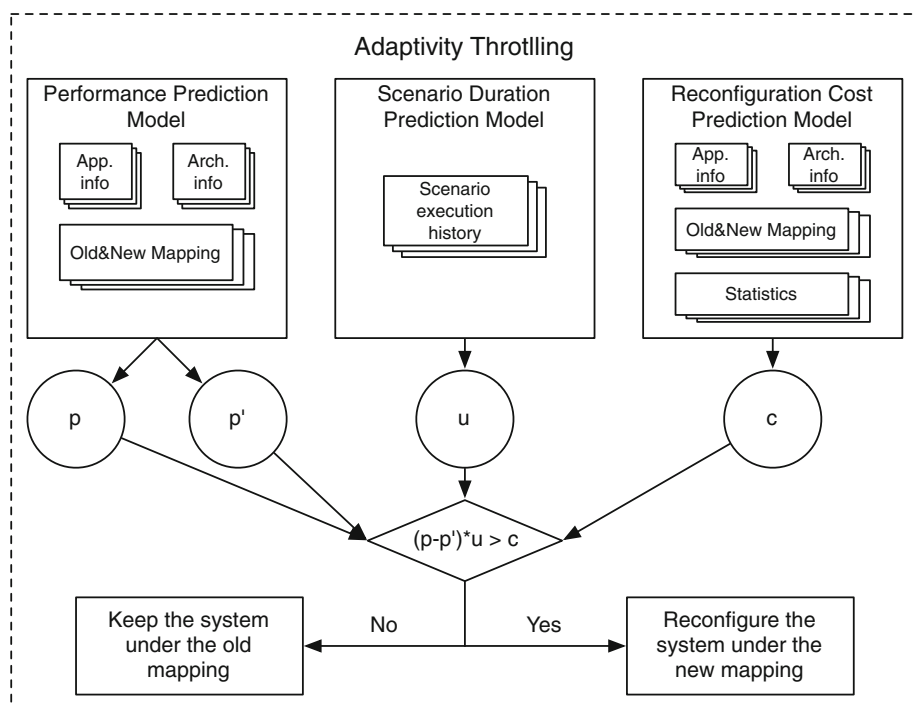 Adaptivity Throtlling
Performance Prediction
Model
App.
info
Arch.
info
Old&New Mapping
Scenario Duration
Prediction Model
Scenario
execution
history
Reconfiguration Cost
Prediction Model
App.
info
Arch.
info
Old&New Mapping
Statistics
p
p'
u
c
(p-p')*u > c
No
Yes
Keep the system
under the old
mapping
Reconfigure the
system under the
new mapping